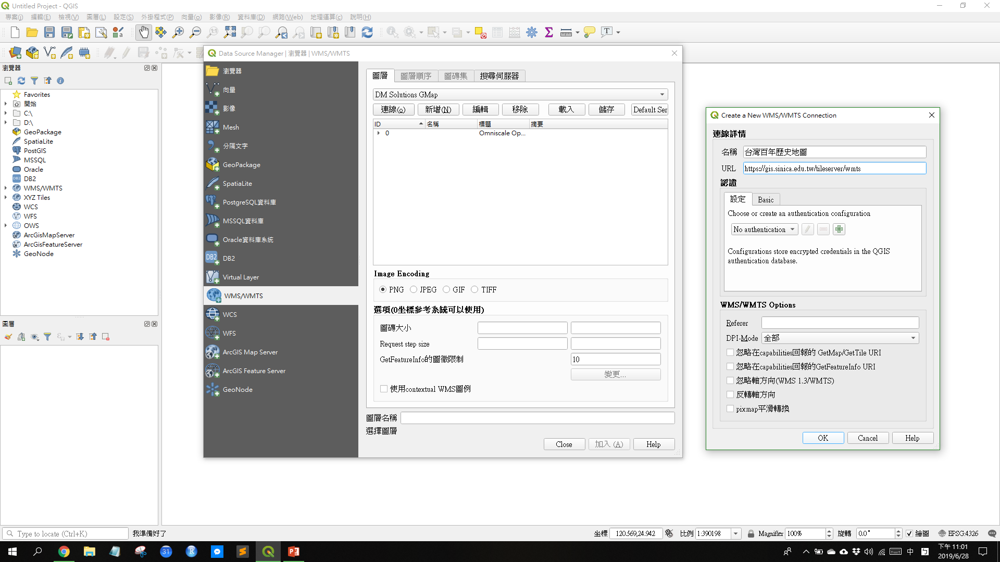 Untitled Project - QGIS
專案(j) 編輯(E) 檢視(V) 圖層(L) 設定(S) 外掛程式(P) 向量(o) 影像(R) 資料庫(D) 網路(Web) 地理運算(c) 說明(H)
瀏覽器
Favorites
開始
C:\
D:\
GeoPackage
SpatiaLite
PostGIS
MSSQL
Oracle
DB2
WMS/WMTS
XYZ Tiles
WCS
WFS
OWS
ArcGisMapServer
ArcGisFeatureServer
GeoNode
圖層
Data Source Manager | 瀏覽器 | WMS/WMTS
瀏覽器
向量
影像
Mesh
分隔文字
GeoPackage
SpatiaLite
PostgreSQL資料庫
MSSQL資料庫
Oracle資料庫系統
DB2
Virtual Layer
WMS/WMTS
WCS
WFS
ArcGIS Map Server
ArcGIS Feature Server
GeoNode
圖層 圖層順序 圖磚集 搜尋伺服器
DM Solutions GMap
連線(o) 新增(N) 編輯 移除 載入 儲存 Default Ser
ID 名稱 標題 摘要
0 Omniscale Op...
Image Encoding
PNG JPEG GIF TIFF
選項(0坐標參考系統可以使用)
圖磚大小
Request step size
GetFeatureInfo的圖徵限制 10
變更...
使用contextual WMS圖例
圖層名稱
選擇圖層
Close 加入 (A) Help
Create a New WMS/WMTS Connection
連線詳情
名稱 台灣百年歷史地圖
URL https://gis.sinica.edu.tw/tileserver/wmts
認證
設定 Basic
Choose or create an authentication configuration
No authentication
Configurations store encrypted credentials in the QGIS
authentication database.
WMS/WMTS Options
Referer
DPI-Mode 全部
忽略在capabilities回報的 GetMap/GetTile URI
忽略在capabilities回報的GetFeatureInfo URI
忽略軸方向(WMS 1.3/WMTS)
反轉軸方向
pixmap平滑轉換
OK Cancel Help
Type to locate (Ctrl+K) 我準備好了 坐標 120.569,24.942 比例 1:390198 Magnifier 100% 旋轉 0.0° 繪圖 EPSG:4326
31 中 下午 11:01
2019/6/28